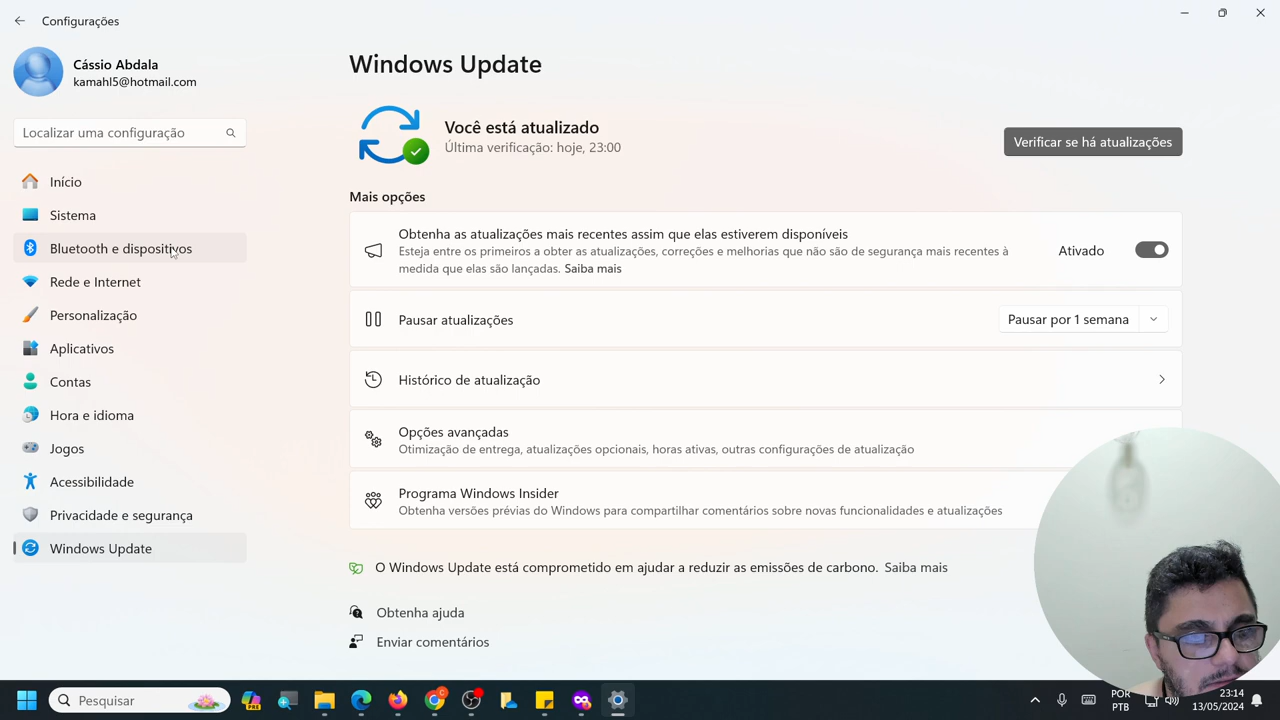 Configurações
Cássio Abdala
kamahl5@hotmail.com
Localizar uma configuração
Início
Sistema
Bluetooth e dispositivos
Rede e Internet
Personalização
Aplicativos
Contas
Hora e idioma
Jogos
Acessibilidade
Privacidade e segurança
Windows Update
Windows Update
Você está atualizado
Última verificação: hoje, 23:00
Verificar se há atualizações
Mais opções
Obtenha as atualizações mais recentes assim que elas estiverem disponíveis
Esteja entre os primeiros a obter as atualizações, correções e melhorias que não são de segurança mais recentes à
medida que elas são lançadas. Saiba mais
Ativado
Pausar atualizações
Pausar por 1 semana
Histórico de atualização
Opções avançadas
Otimização de entrega, atualizações opcionais, horas ativas, outras configurações de atualização
Programa Windows Insider
Obtenha versões prévias do Windows para compartilhar comentários sobre novas funcionalidades e atualizações
O Windows Update está comprometido em ajudar a reduzir as emissões de carbono. Saiba mais
Obtenha ajuda
Enviar comentários
Pesquisar
PRE
C
POR
PTB
23:14
13/05/2024